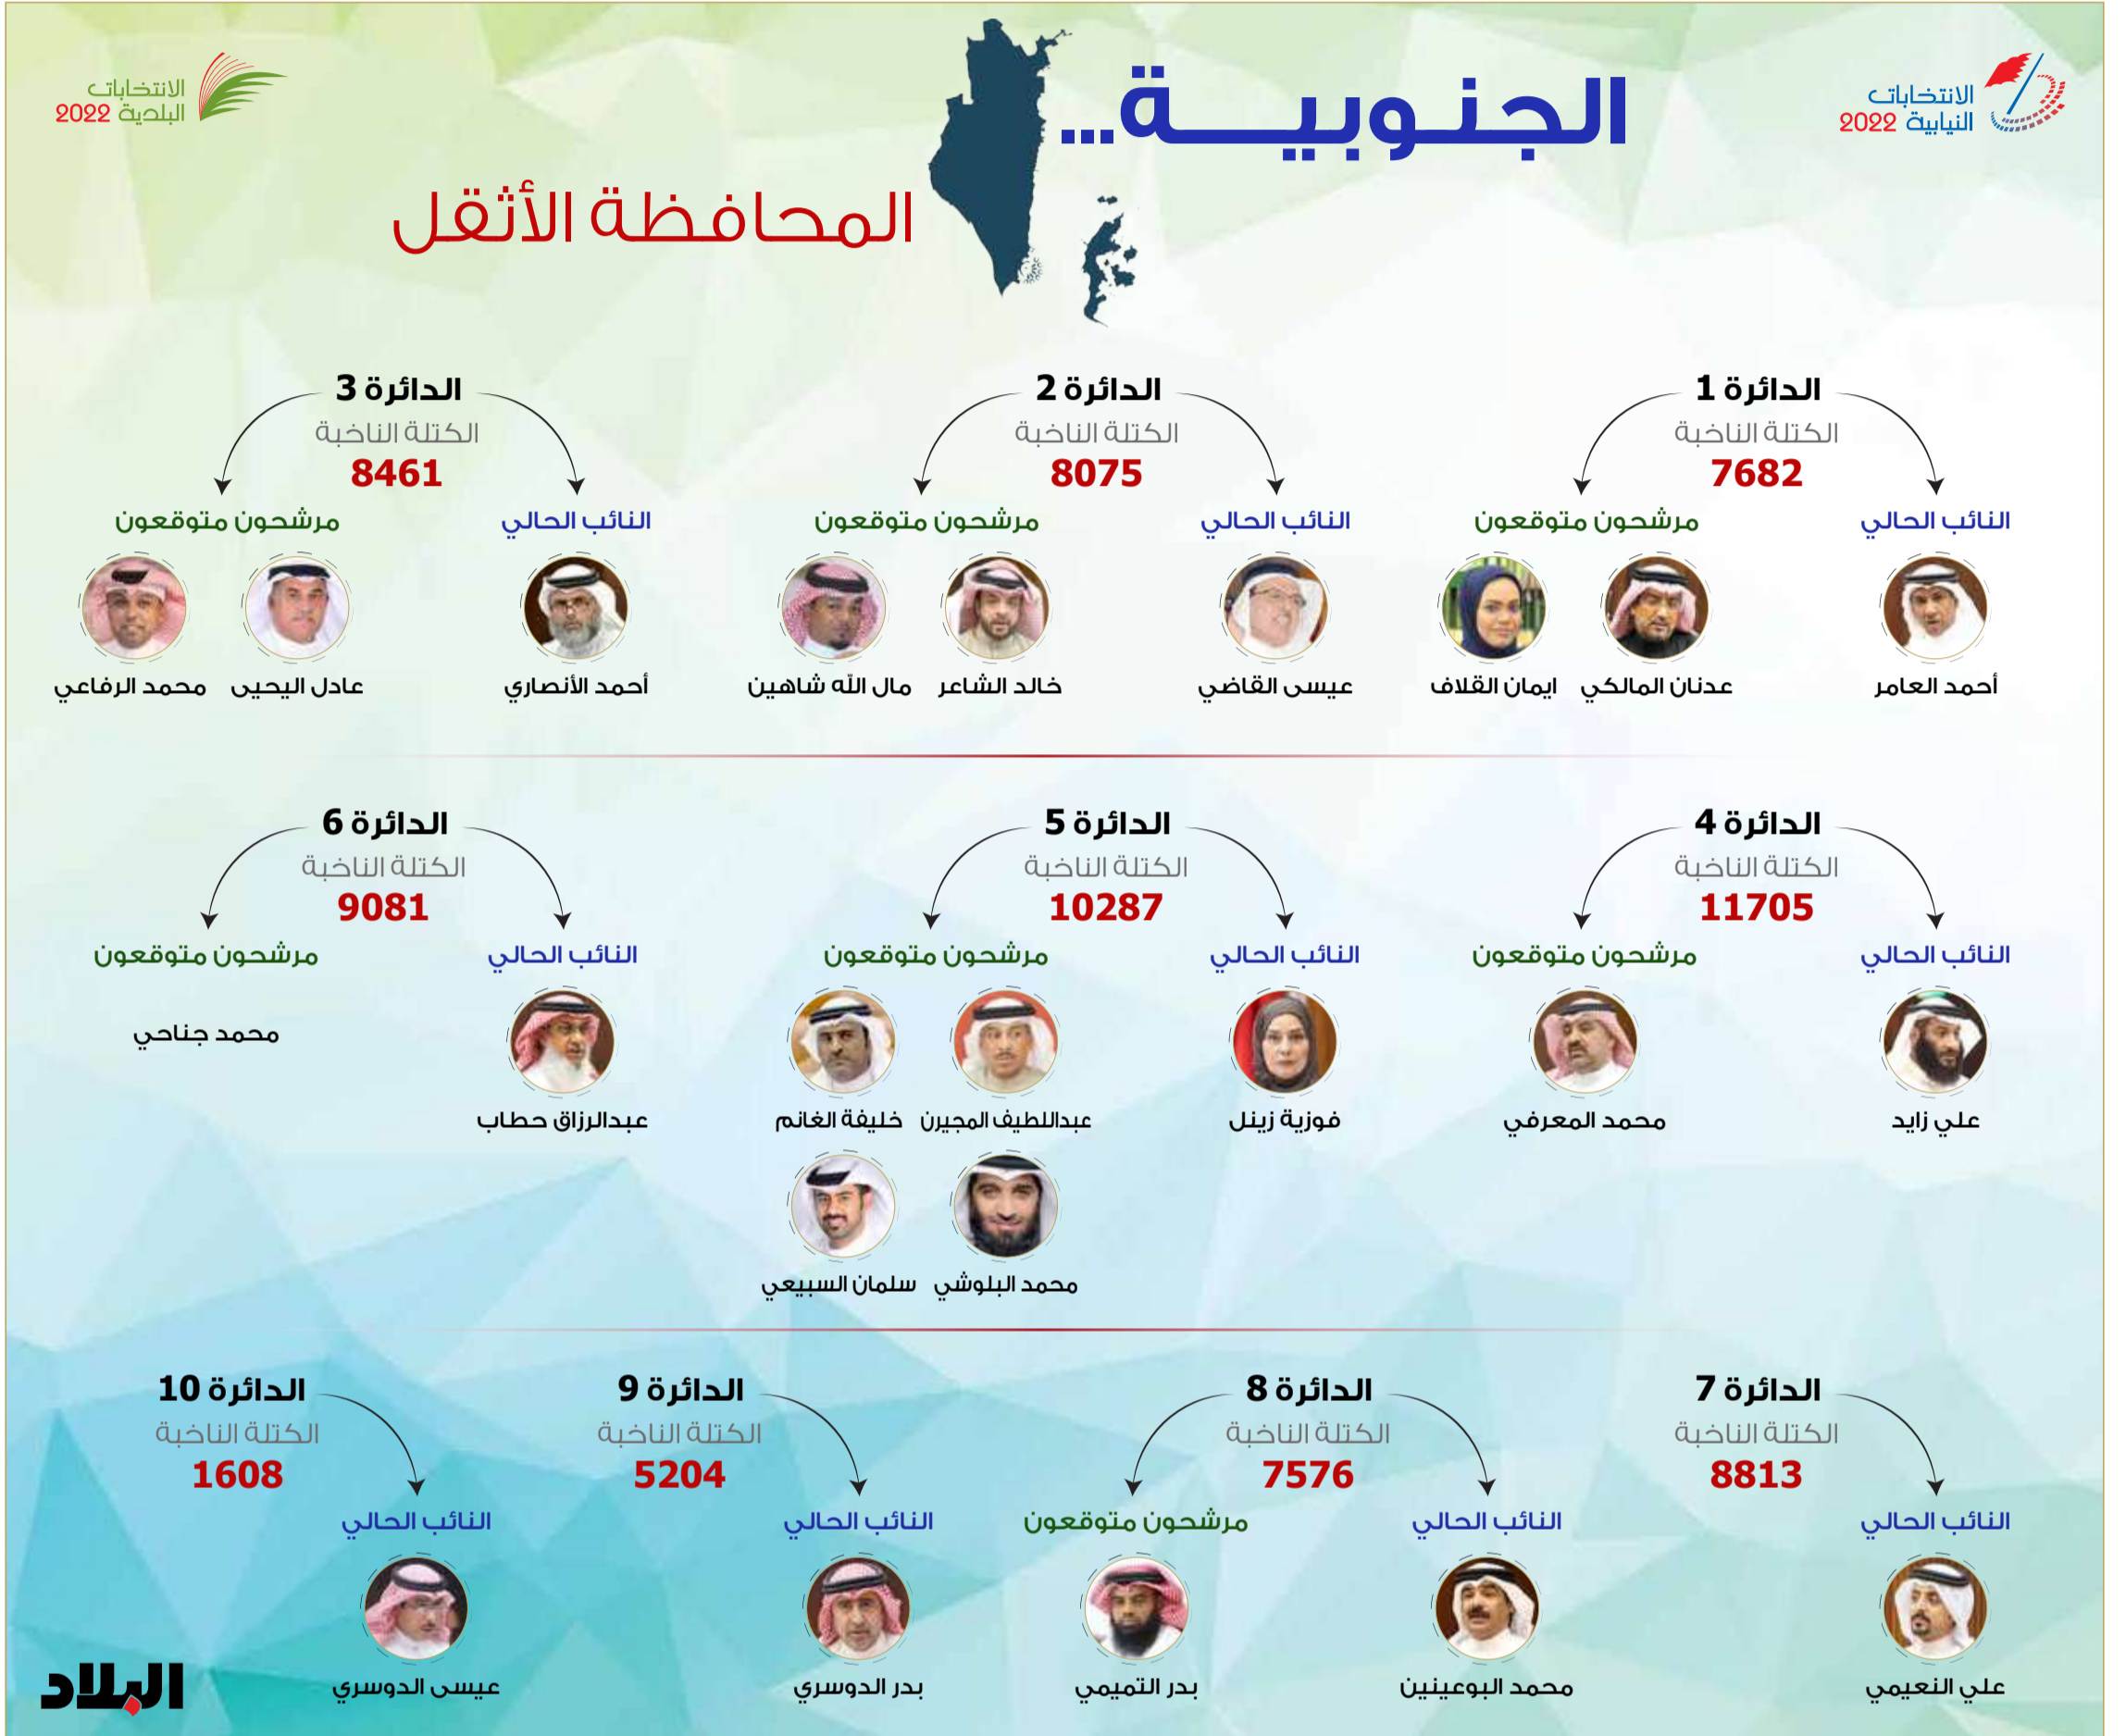 الانتخابات
النيابية 2022
الجنوبيـــة...
المحافظة الأثقل
الانتخابات
البلدية 2022
الدائرة 1
الكتلة الناخبة
7682
النائب الحالي
أحمد العامر
مرشحون متوقعون
عدنان المالكي
ايمان القلاف
الدائرة 2
الكتلة الناخبة
8075
النائب الحالي
عيسى القاضي
مرشحون متوقعون
خالد الشاعر
مال الله شاهين
الدائرة 3
الكتلة الناخبة
8461
النائب الحالي
أحمد الأنصاري
مرشحون متوقعون
عادل اليحيى
محمد الرفاعي
الدائرة 4
الكتلة الناخبة
11705
النائب الحالي
علي زايد
مرشحون متوقعون
محمد المعرفي
الدائرة 5
الكتلة الناخبة
10287
النائب الحالي
فوزية زينل
مرشحون متوقعون
عبداللطيف المجيرن
خليفة الغانم
محمد البلوشي
سلمان السبيعي
الدائرة 6
الكتلة الناخبة
9081
النائب الحالي
عبدالرزاق حطاب
مرشحون متوقعون
محمد جناحي
الدائرة 7
الكتلة الناخبة
8813
النائب الحالي
علي النعيمي
الدائرة 8
الكتلة الناخبة
7576
النائب الحالي
محمد البوعينين
مرشحون متوقعون
بدر التميمي
الدائرة 9
الكتلة الناخبة
5204
النائب الحالي
بدر الدوسري
الدائرة 10
الكتلة الناخبة
1608
النائب الحالي
عيسى الدوسري
البلاد